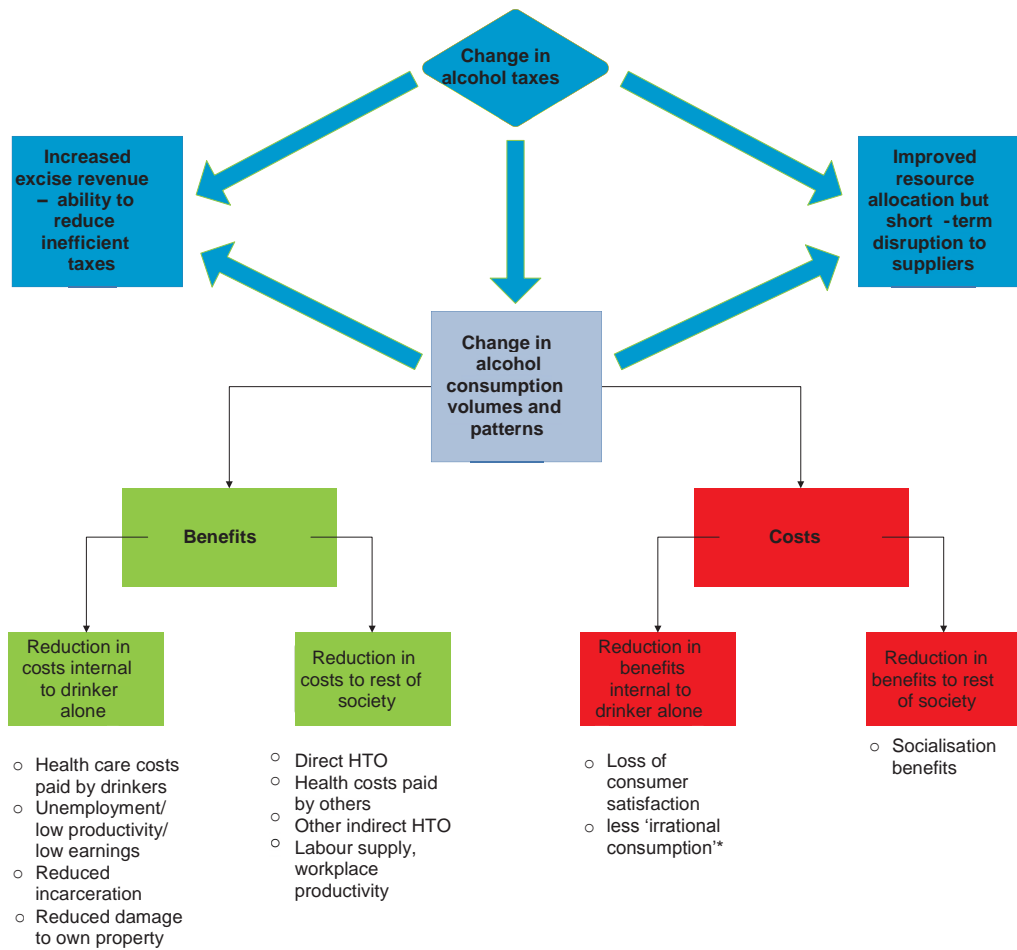 Change in
alcohol taxes
Increased
excise revenue
– ability to
reduce
inefficient
taxes
Improved
resource
allocation but
short -term
disruption to
suppliers
Change in
alcohol
consumption
volumes and
patterns
Benefits
Costs
Reduction in
costs internal
to drinker
alone
Reduction in
costs to rest of
society
Reduction in
benefits
internal to
drinker alone
Reduction in
benefits to rest
of society
○ Health care costs
paid by drinkers
○ Unemployment/
low productivity/
low earnings
○ Reduced
incarceration
○ Reduced damage
to own property
○ Direct HTO
○ Health costs paid
by others
○ Other indirect HTO
○ Labour supply,
workplace
productivity
○ Loss of
consumer
satisfaction
○ less ‘irrational
consumption’*
○ Socialisation
benefits